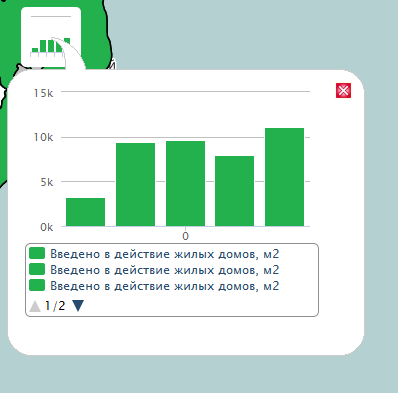 й
15k
10k
5k
0k
0
Введено в действие жилых домов, м2
Введено в действие жилых домов, м2
Введено в действие жилых домов, м2
1/2